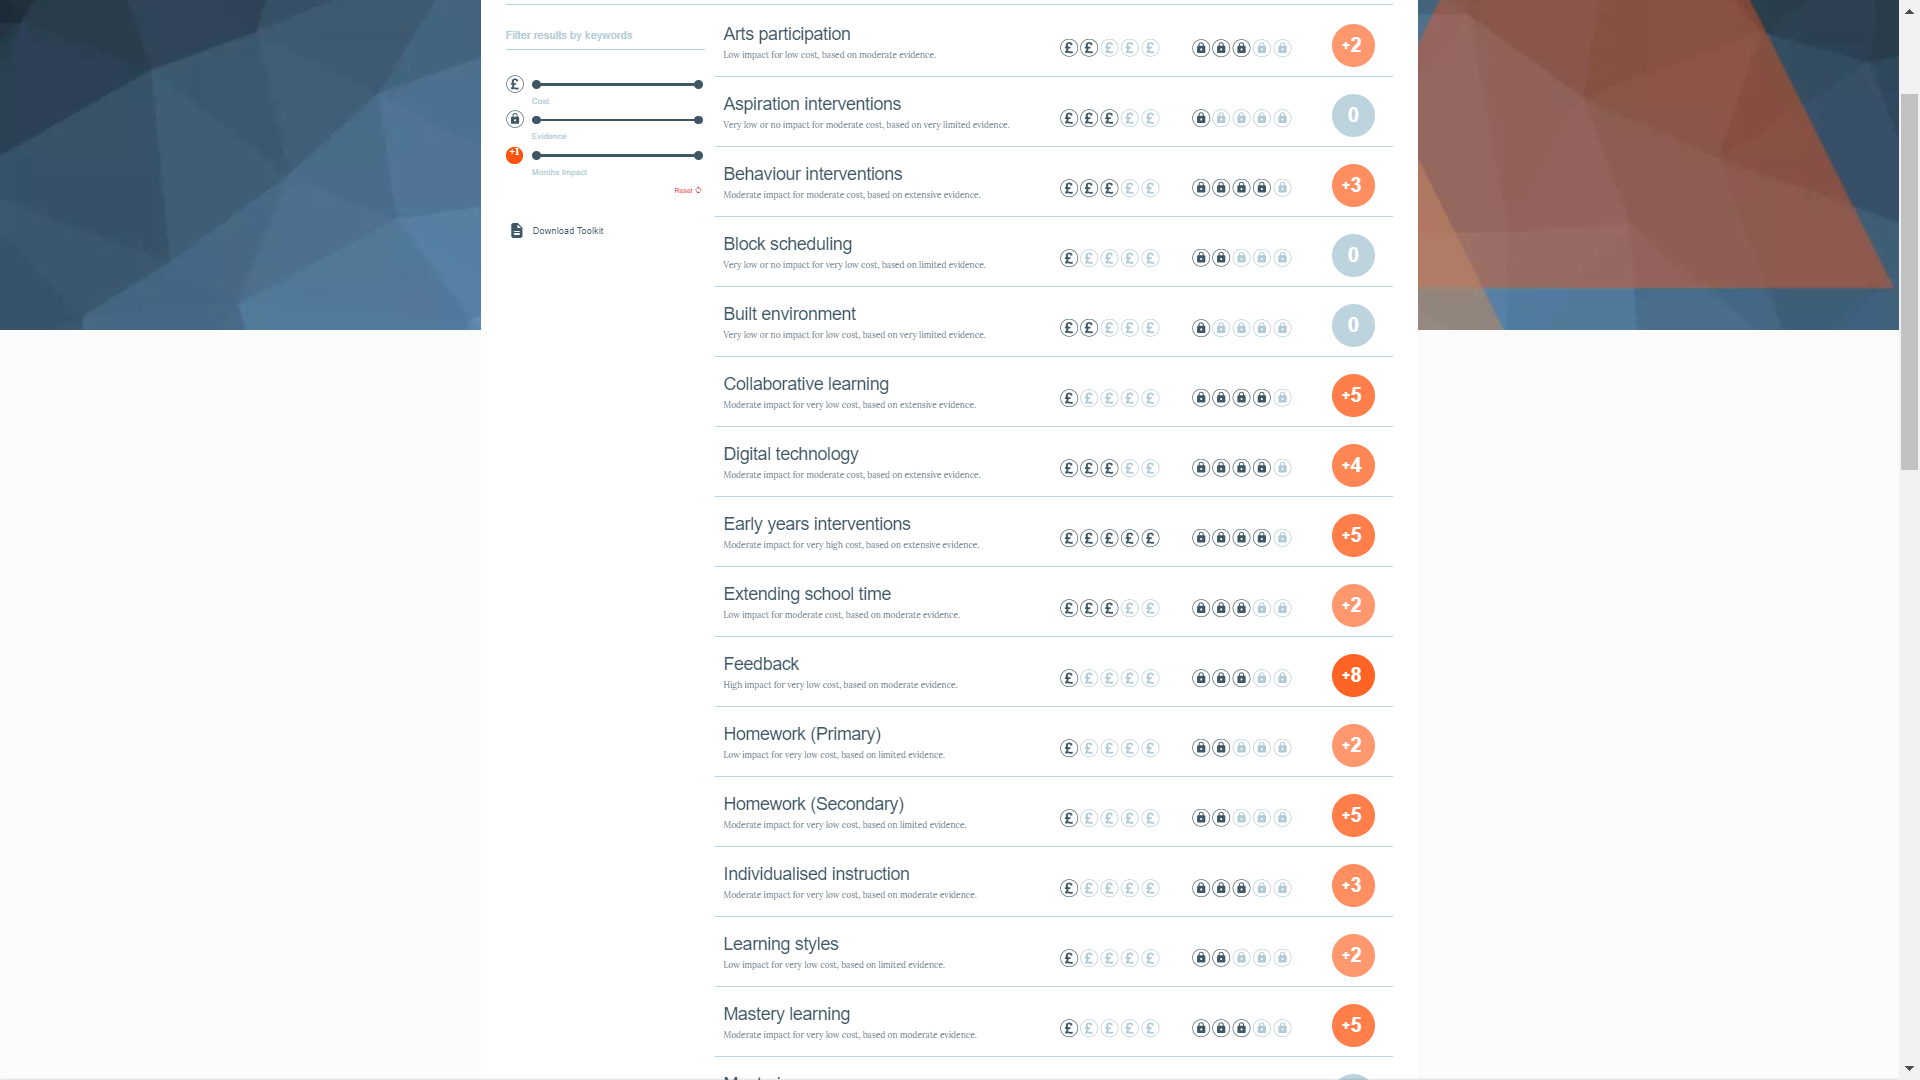 Filter results by keywords
Cost
Evidence
+1
Months Impact
Reset
Download Toolkit
Arts participation
Low impact for low cost, based on moderate evidence.
+2
Aspiration interventions
Very low or no impact for moderate cost, based on very limited evidence.
0
Behaviour interventions
Moderate impact for moderate cost, based on extensive evidence.
+3
Block scheduling
Very low or no impact for very low cost, based on limited evidence.
0
Built environment
Very low or no impact for low cost, based on very limited evidence.
0
Collaborative learning
Moderate impact for very low cost, based on extensive evidence.
+5
Digital technology
Moderate impact for moderate cost, based on extensive evidence.
+4
Early years interventions
Moderate impact for very high cost, based on extensive evidence.
+5
Extending school time
Low impact for moderate cost, based on moderate evidence.
+2
Feedback
High impact for very low cost, based on moderate evidence.
+8
Homework (Primary)
Low impact for very low cost, based on limited evidence.
+2
Homework (Secondary)
Moderate impact for very low cost, based on limited evidence.
+5
Individualised instruction
Moderate impact for very low cost, based on moderate evidence.
+3
Learning styles
Low impact for very low cost, based on limited evidence.
+2
Mastery learning
Moderate impact for very low cost, based on moderate evidence.
+5